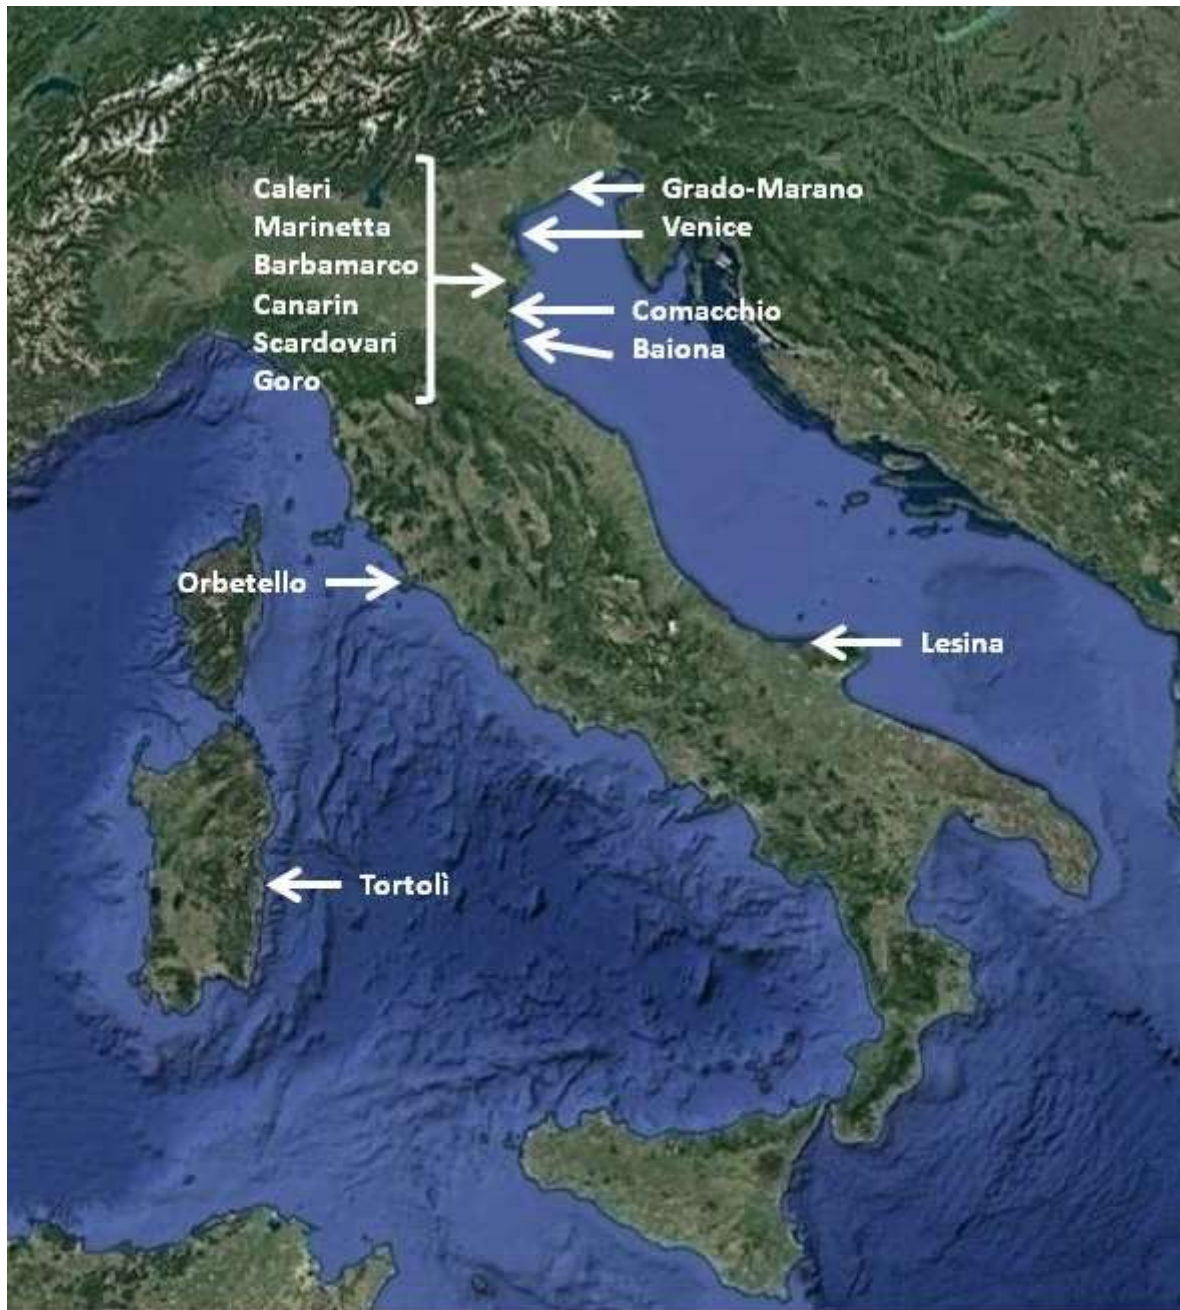 Caleri
Marinetta
Barbamarco
Canarin
Scardovari
Goro
Grado-Marano
Venice
Comacchio
Baiona
Orbetello
Lesina
Tortolì